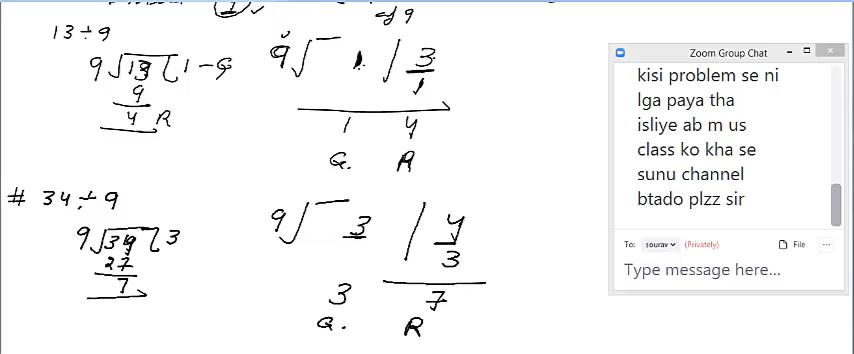 of 9
13 ÷ 9
9 √ 13 1 - Q
9
4 R
9 √ 1 / 3
1
1 4
Q. R
# 34 ÷ 9
9 √ 34 3
27
7
9 √ 3 / 4
3
3 7
Q. R
Zoom Group Chat
kisi problem se ni
lga paya tha
isliye ab m us
class ko kha se
sunu channel
btado plzz sir
To: sourav (Privately) File ...
Type message here...